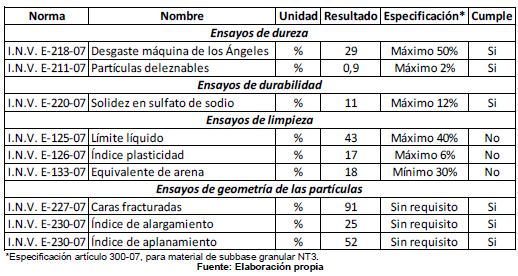 Norma Nombre Unidad Resultado Especificación* Cumple
Ensayos de dureza
I.N.V. E-218-07 Desgaste máquina de los Ángeles % 29 Máximo 50% Si
I.N.V. E-211-07 Partículas deleznables % 0,9 Máximo 2% Si
Ensayos de durabilidad
I.N.V. E-220-07 Solidez en sulfato de sodio % 11 Máximo 12% Si
Ensayos de limpieza
I.N.V. E-125-07 Límite líquido % 43 Máximo 40% No
I.N.V. E-126-07 Índice plasticidad % 17 Máximo 6% No
I.N.V. E-133-07 Equivalente de arena % 18 Mínimo 30% No
Ensayos de geometría de las partículas
I.N.V. E-227-07 Caras fracturadas % 91 Sin requisito Si
I.N.V. E-230-07 Índice de alargamiento % 25 Sin requisito Si
I.N.V. E-230-07 Índice de aplanamiento % 52 Sin requisito Si
*Especificación artículo 300-07, para material de subbase granular NT3.
Fuente: Elaboración propia